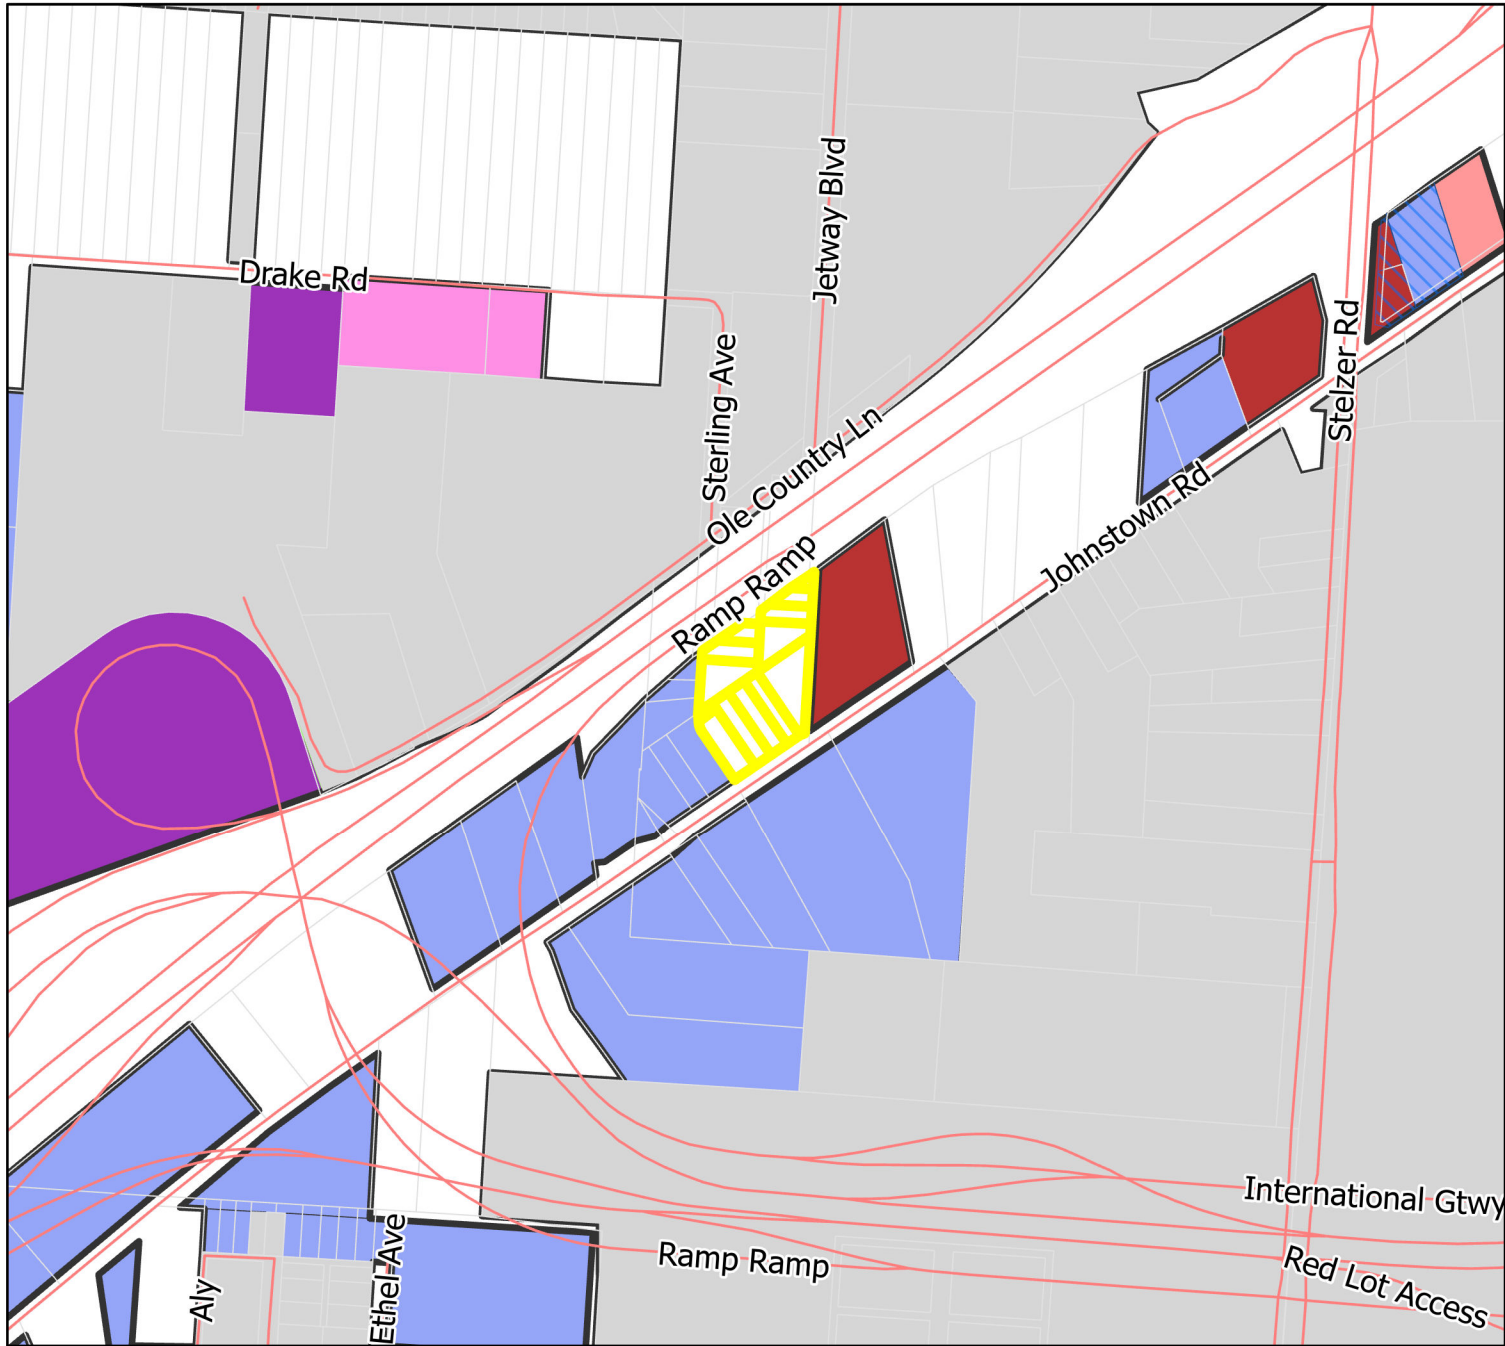 Drake Rd
Jetway Blvd
Sterling Ave
Ole Country Ln
Stelzer Rd
Johnstown Rd
Ramp Ramp
International Gtwy
Ramp Ramp
Red Lot Access
Aly
Ethel Ave